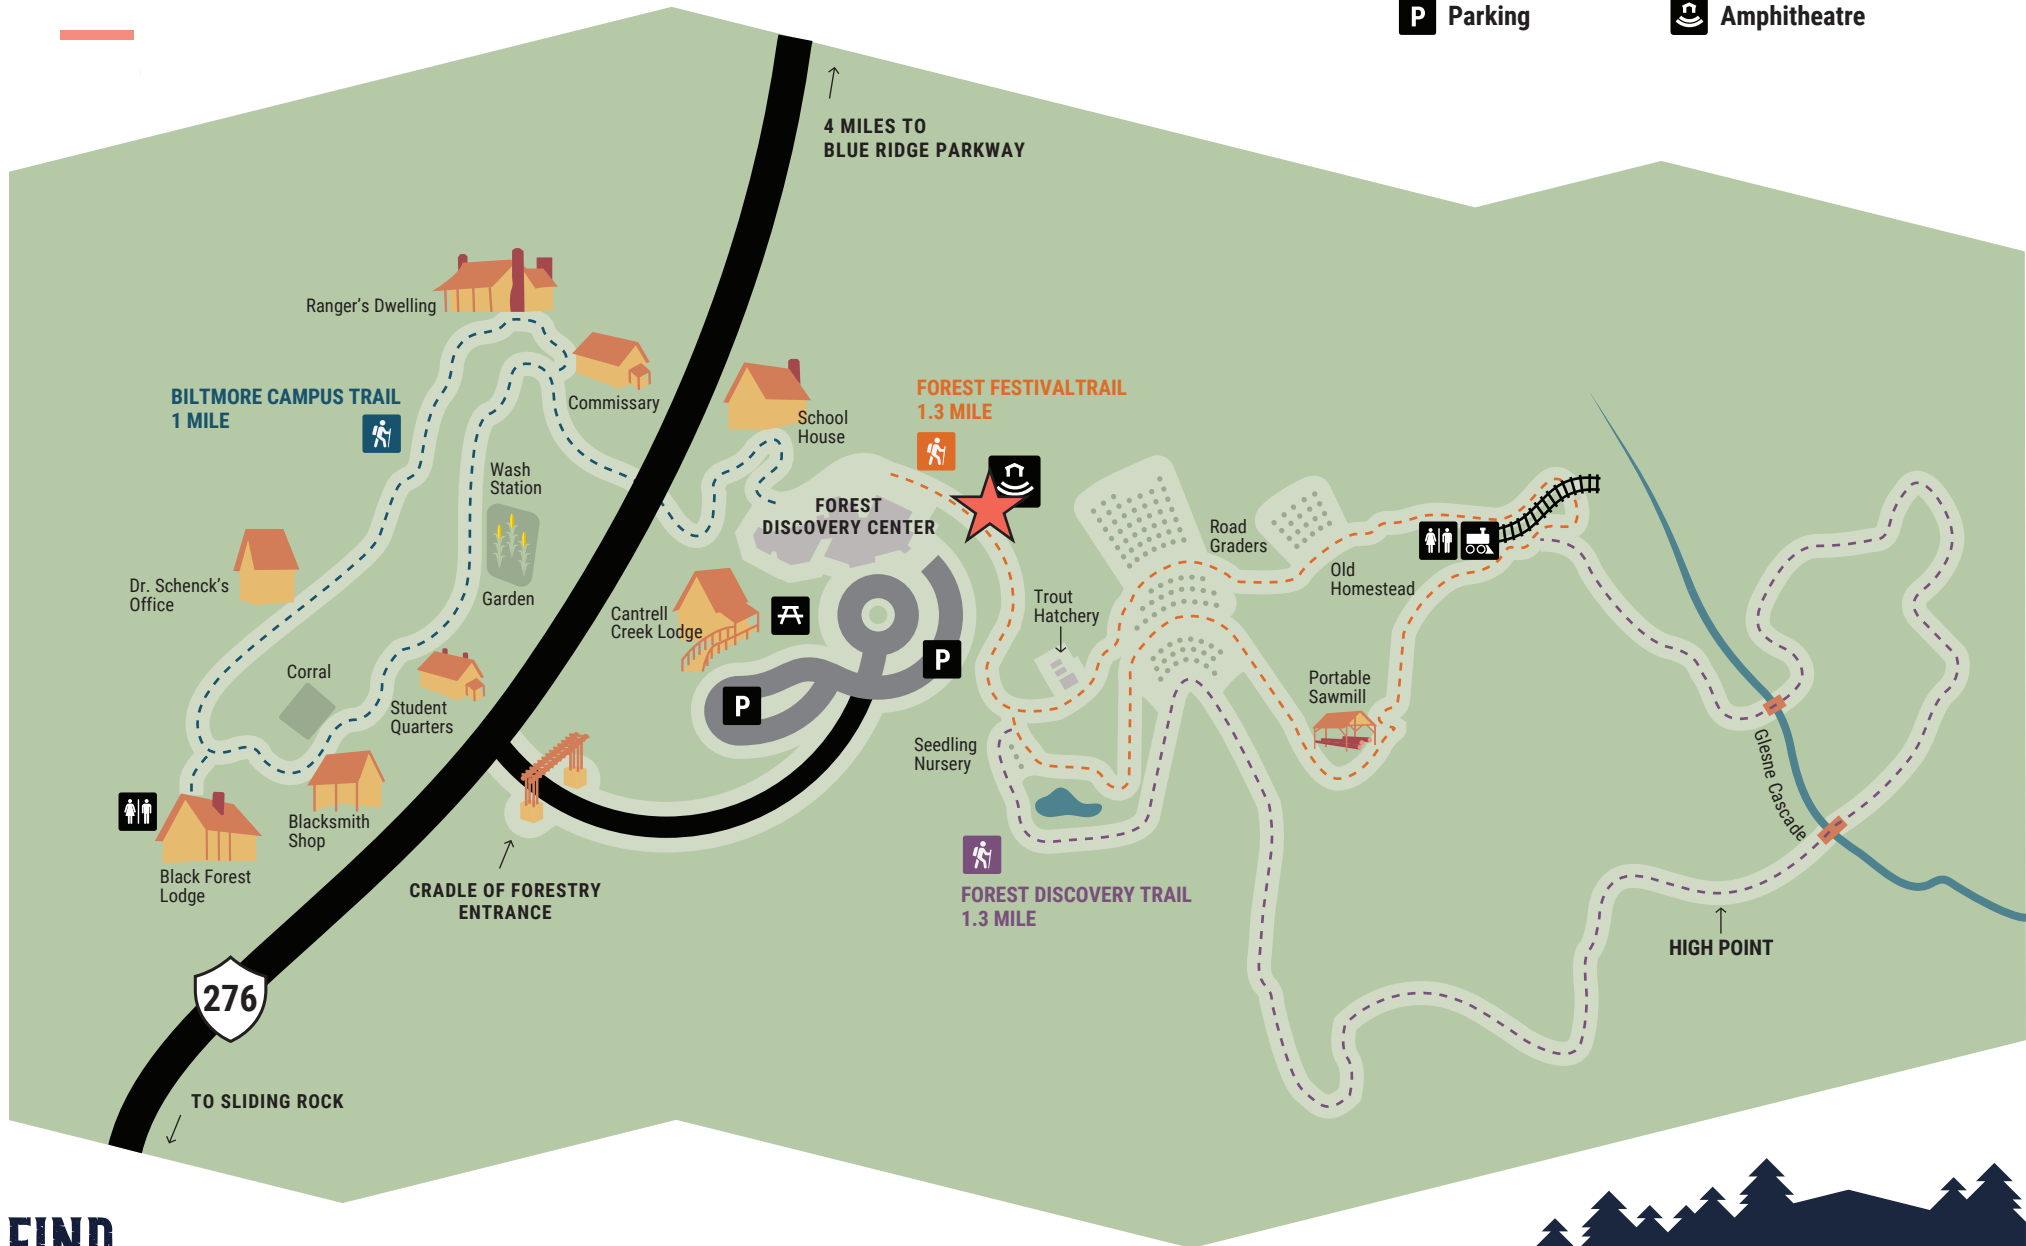 P Parking
Amphitheatre
4 MILES TO
BLUE RIDGE PARKWAY
Ranger's Dwelling
BILTMORE CAMPUS TRAIL
1 MILE
Commissary
School
House
FOREST FESTIVALTRAIL
1.3 MILE
Wash
Station
FOREST
DISCOVERY CENTER
Road
Graders
Old
Homestead
Dr. Schenck's
Office
Garden
Cantrell
Creek Lodge
Trout
Hatchery
P
P
Corral
Student
Quarters
Portable
Sawmill
Seedling
Nursery
Glesne Cascade
Blacksmith
Shop
Black Forest
Lodge
CRADLE OF FORESTRY
ENTRANCE
FOREST DISCOVERY TRAIL
1.3 MILE
HIGH POINT
276
TO SLIDING ROCK
FIND